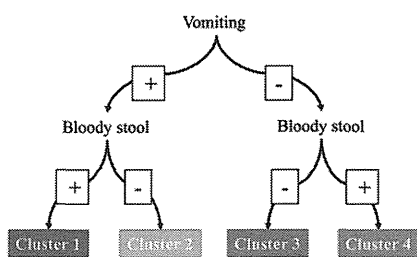 Vomiting
+ -
Bloody stool Bloody stool
+ - - +
Cluster 1 Cluster 2 Cluster 3 Cluster 4